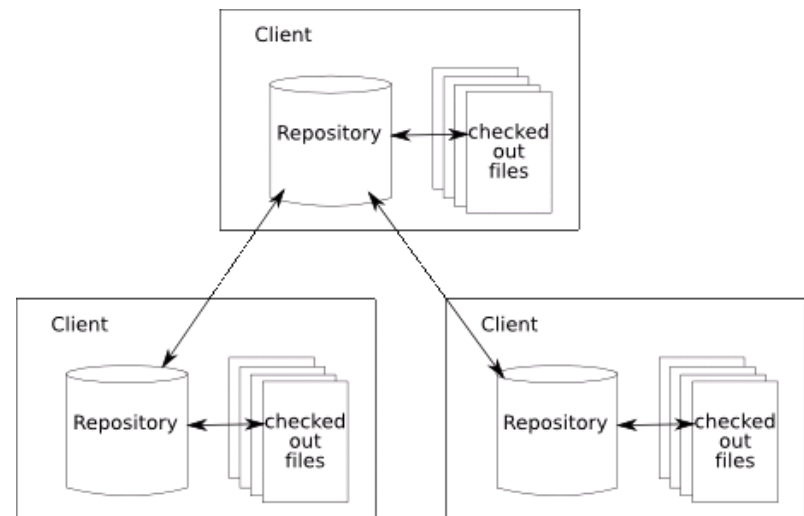 Client
Repository
checked
out
files
Client
Repository
checked
out
files
Client
Repository
checked
out
files